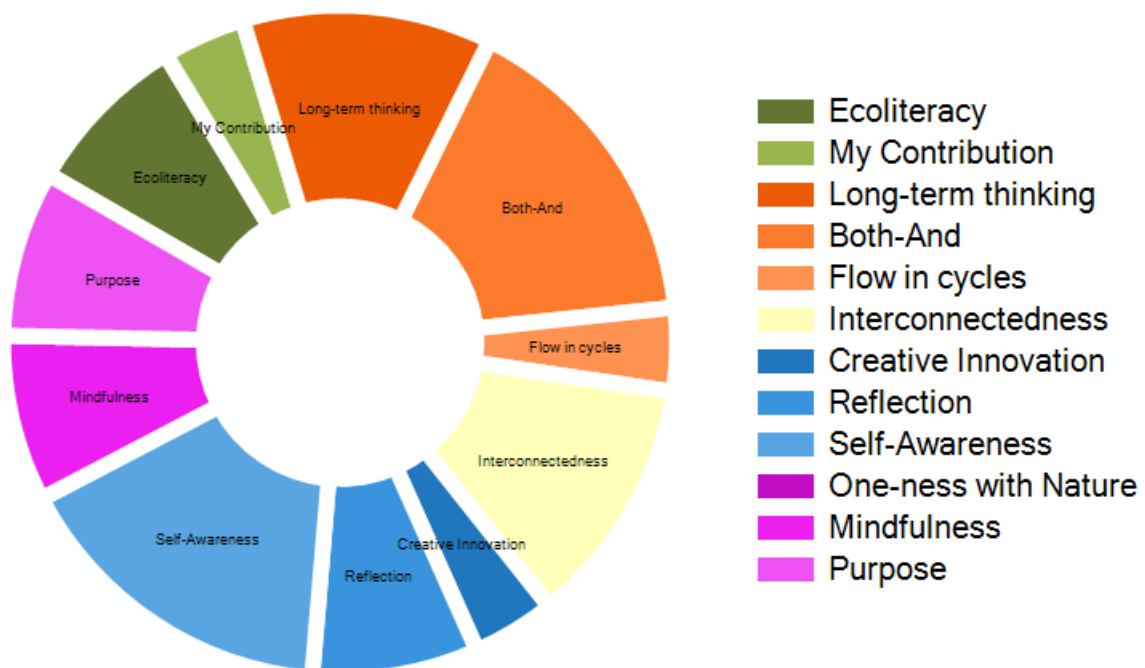 Long-term thinking
My Contribution
Ecoliteracy
Both-And
Purpose
Flow in cycles
Mindfulness
Interconnectedness
Self-Awareness
Creative Innovation
Reflection
Ecoliteracy
My Contribution
Long-term thinking
Both-And
Flow in cycles
Interconnectedness
Creative Innovation
Reflection
Self-Awareness
One-ness with Nature
Mindfulness
Purpose